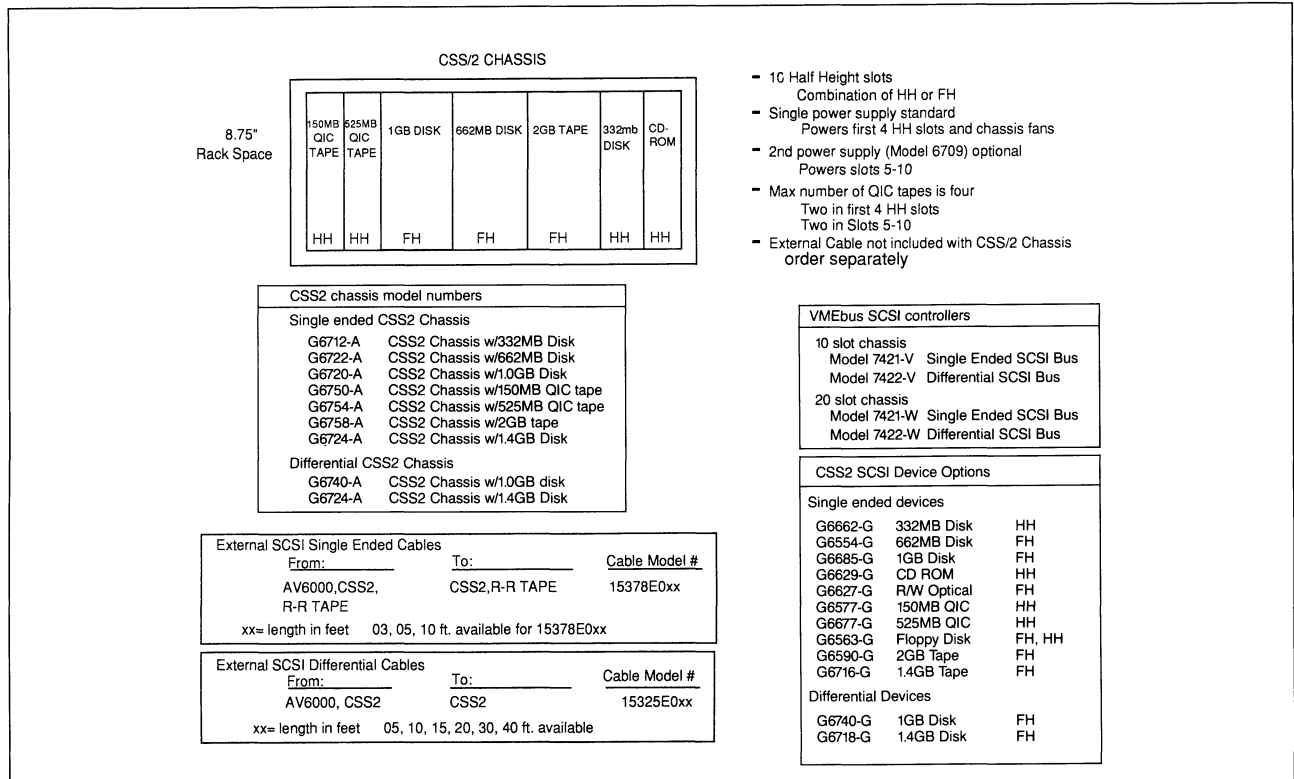 CSS/2 CHASSIS
8.75"
Rack Space
150MB QIC TAPE
525MB QIC TAPE
1GB DISK
662MB DISK
2GB TAPE
332mb DISK
CD-ROM
HH HH FH FH FH HH HH
- 10 Half Height slots
Combination of HH or FH
- Single power supply standard
Powers first 4 HH slots and chassis fans
- 2nd power supply (Model 6709) optional
Powers slots 5-10
- Max number of QIC tapes is four
Two in first 4 HH slots
Two in Slots 5-10
- External Cable not included with CSS/2 Chassis
order separately
CSS2 chassis model numbers
Single ended CSS2 Chassis
G6712-A CSS2 Chassis w/332MB Disk
G6722-A CSS2 Chassis w/662MB Disk
G6720-A CSS2 Chassis w/1.0GB Disk
G6750-A CSS2 Chassis w/150MB QIC tape
G6754-A CSS2 Chassis w/525MB QIC tape
G6758-A CSS2 Chassis w/2GB tape
G6724-A CSS2 Chassis w/1.4GB Disk
Differential CSS2 Chassis
G6740-A CSS2 Chassis w/1.0GB disk
G6724-A CSS2 Chassis w/1.4GB Disk
External SCSI Single Ended Cables
From: To: Cable Model #
AV6000,CSS2, CSS2,R-R TAPE 15378E0xx
R-R TAPE
xx= length in feet 03, 05, 10 ft. available for 15378E0xx
External SCSI Differential Cables
From: To: Cable Model #
AV6000, CSS2 CSS2 15325E0xx
xx= length in feet 05, 10, 15, 20, 30, 40 ft. available
VMEbus SCSI controllers
10 slot chassis
Model 7421-V Single Ended SCSI Bus
Model 7422-V Differential SCSI Bus
20 slot chassis
Model 7421-W Single Ended SCSI Bus
Model 7422-W Differential SCSI Bus
CSS2 SCSI Device Options
Single ended devices
G6662-G 332MB Disk HH
G6554-G 662MB Disk FH
G6685-G 1GB Disk FH
G6629-G CD ROM HH
G6627-G R/W Optical FH
G6577-G 150MB QIC HH
G6677-G 525MB QIC HH
G6563-G Floppy Disk FH, HH
G6590-G 2GB Tape FH
G6716-G 1.4GB Tape FH
Differential Devices
G6740-G 1GB Disk FH
G6718-G 1.4GB Disk FH